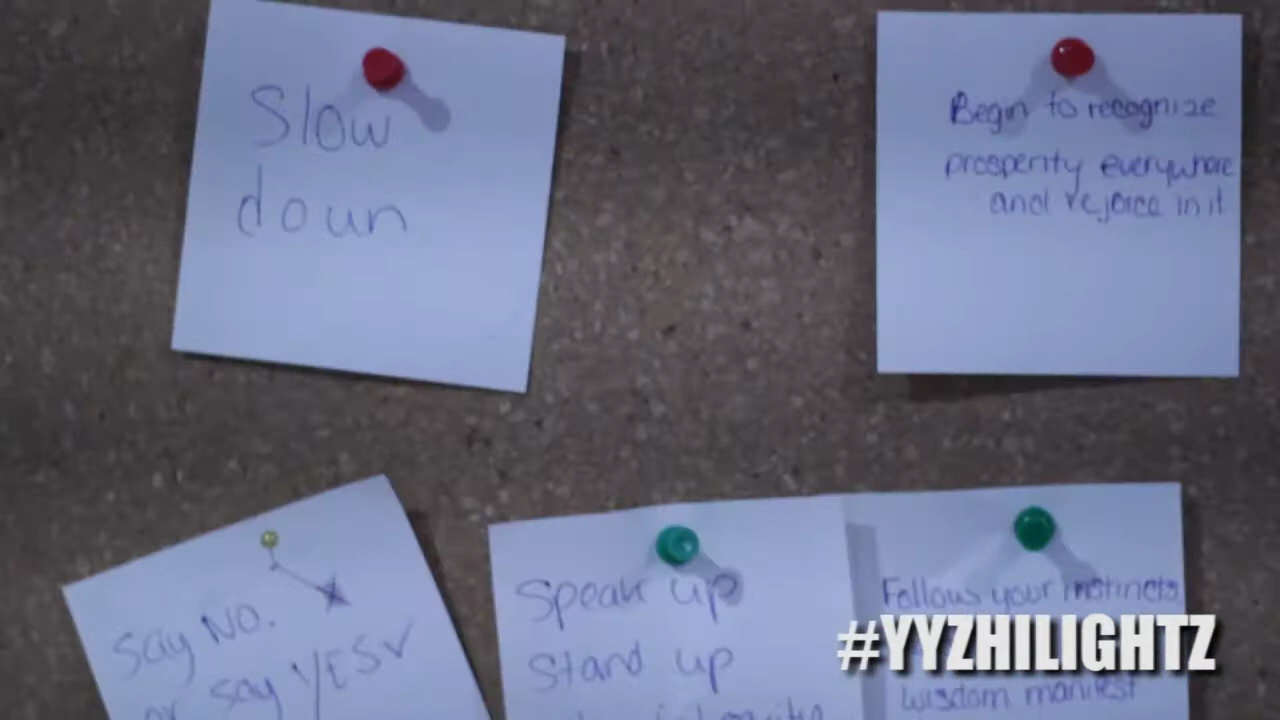 Slow
down
Begin to recognize
prosperity everywhere
and rejoice in it
Say NO.
or say YES
Speak up
Stand up
Follow your instincts
wisdom manifest
#YYZHILIGHTZ